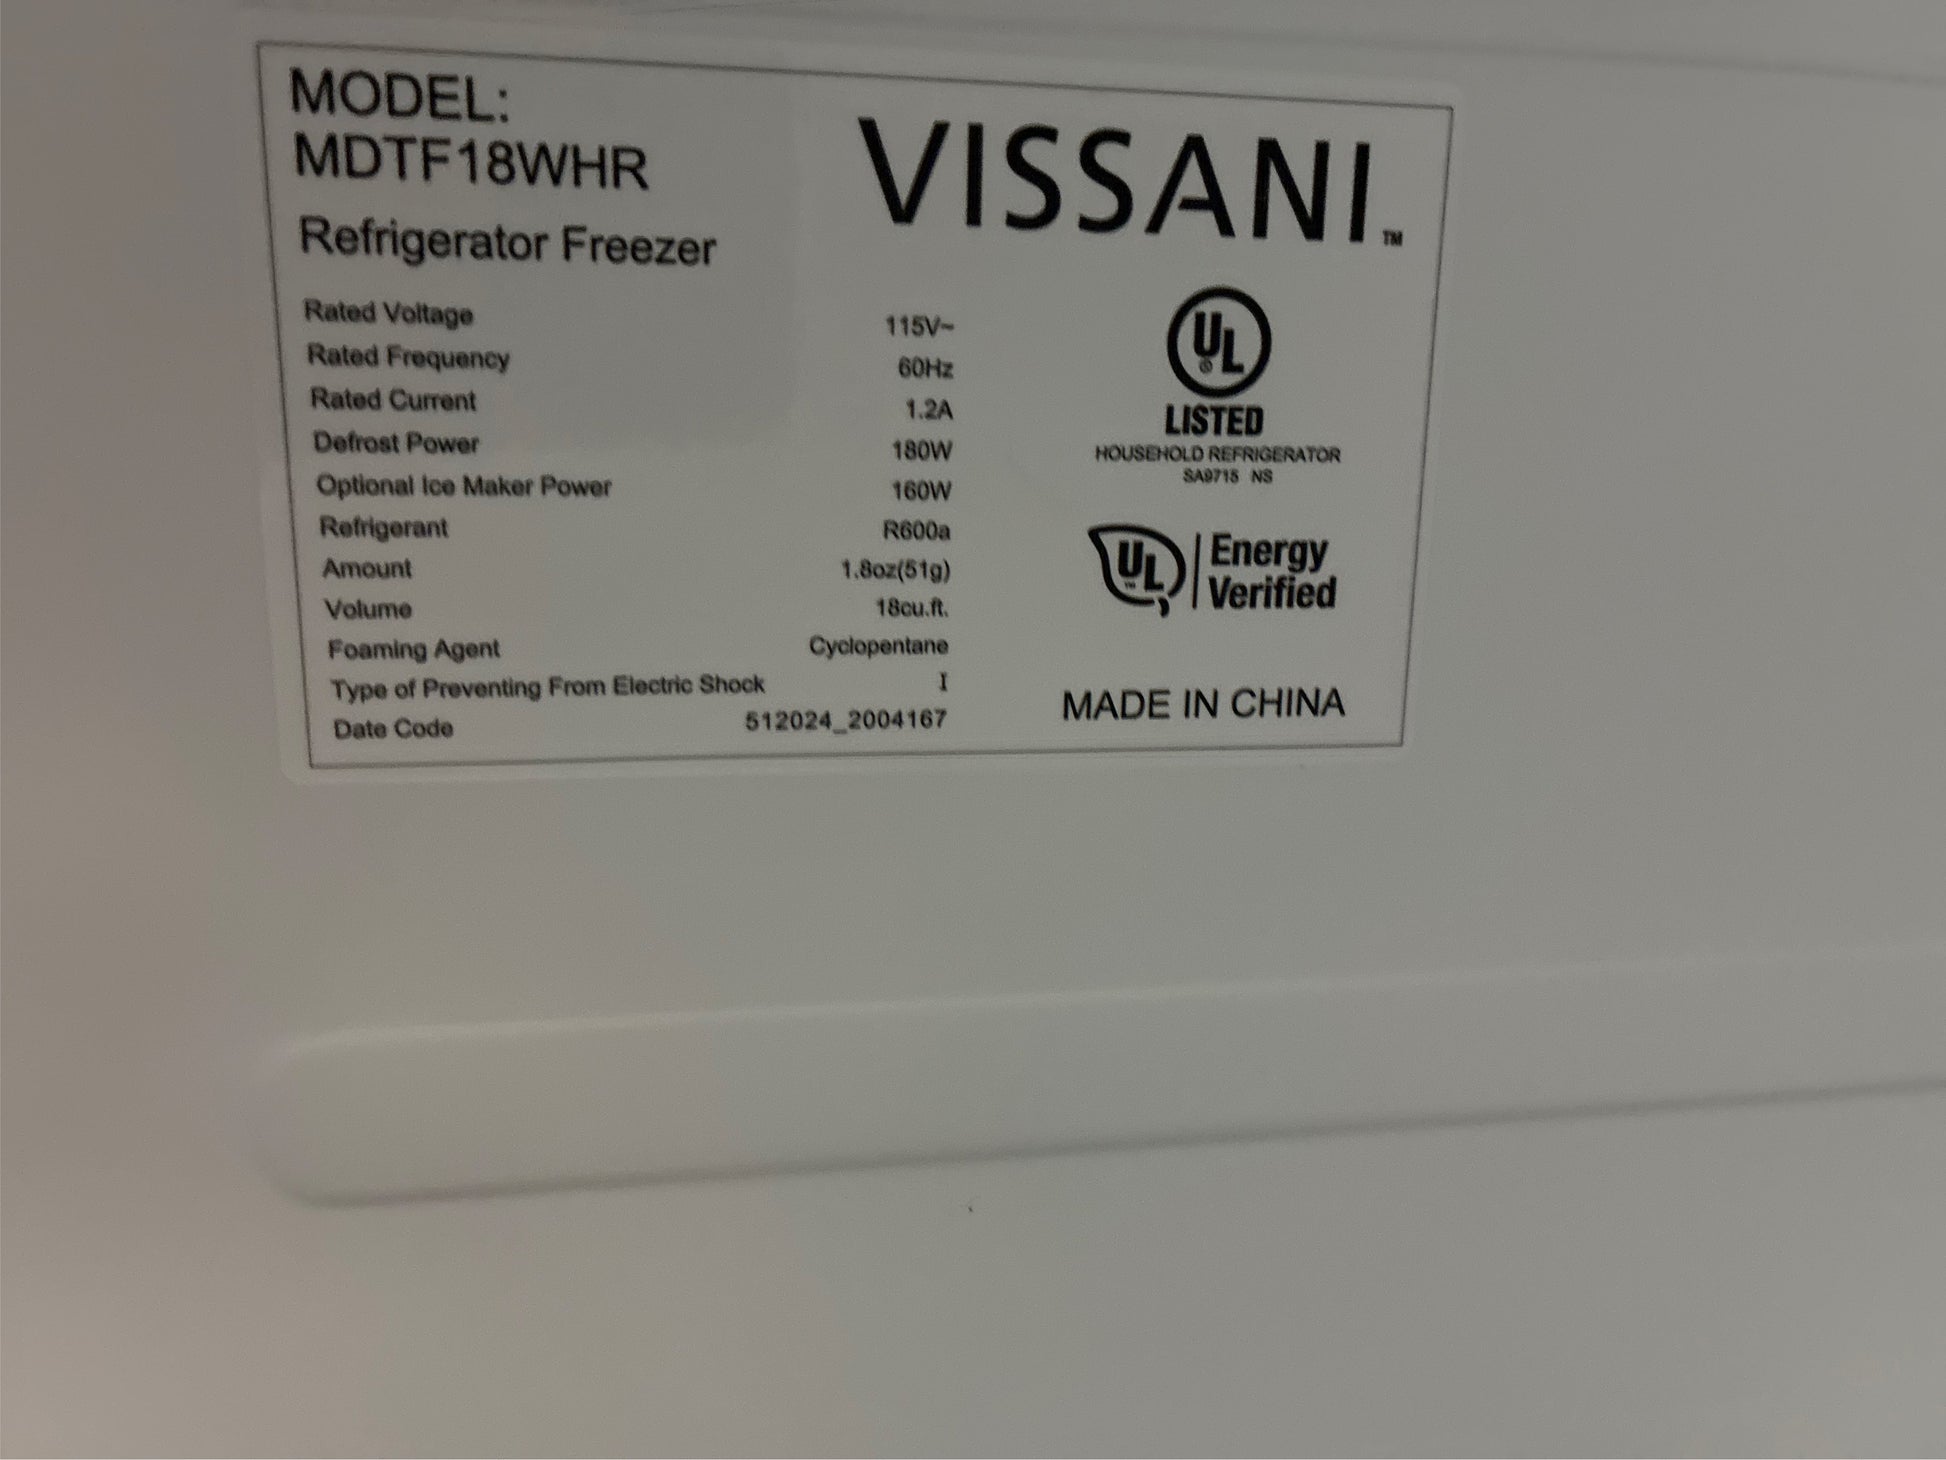 MODEL:
MDTF18WHR
Refrigerator Freezer
Rated Voltage 115V~
Rated Frequency 60Hz
Rated Current 1.2A
Defrost Power 180W
Optional Ice Maker Power 160W
Refrigerant R600a
Amount 1.8oz(51g)
Volume 18cu.ft.
Foaming Agent Cyclopentane
Type of Preventing From Electric Shock I
Date Code 512024_2004167
VISSANI™
UL®
LISTED
HOUSEHOLD REFRIGERATOR
SA9715 NS
UL™
Energy
Verified
MADE IN CHINA